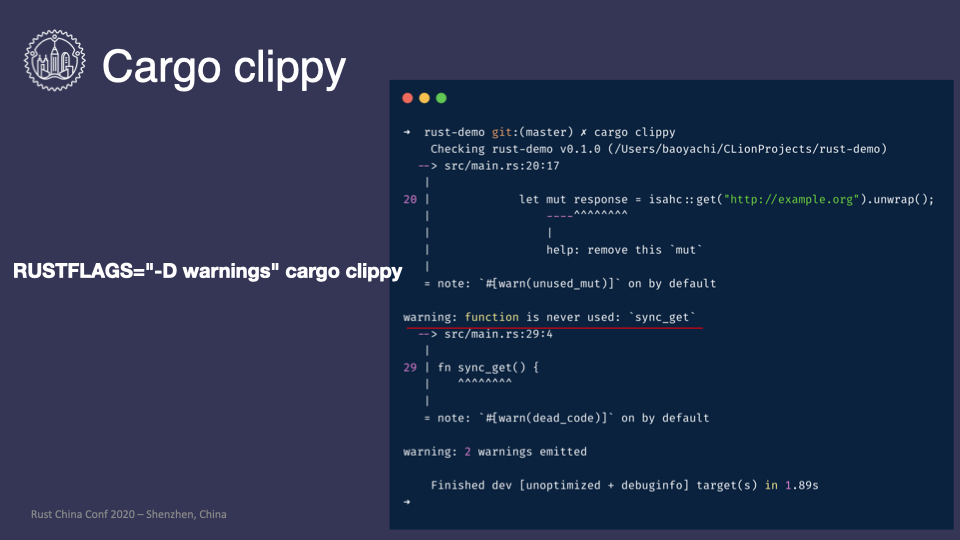 Cargo clippy
RUSTFLAGS="-D warnings" cargo clippy
➜ rust-demo git:(master) ✗ cargo clippy
    Checking rust-demo v0.1.0 (/Users/baoyachi/CLionProjects/rust-demo)
  --> src/main.rs:20:17
   |
20 |             let mut response = isahc::get("http://example.org").unwrap();
   |                 ----^^^^^^^^
   |                 |
   |                 help: remove this `mut`
   |
   = note: `#[warn(unused_mut)]` on by default
warning: function is never used: `sync_get`
  --> src/main.rs:29:4
   |
29 | fn sync_get() {
   |    ^^^^^^^^
   |
   = note: `#[warn(dead_code)]` on by default
warning: 2 warnings emitted
    Finished dev [unoptimized + debuginfo] target(s) in 1.89s
➜
Rust China Conf 2020 – Shenzhen, China